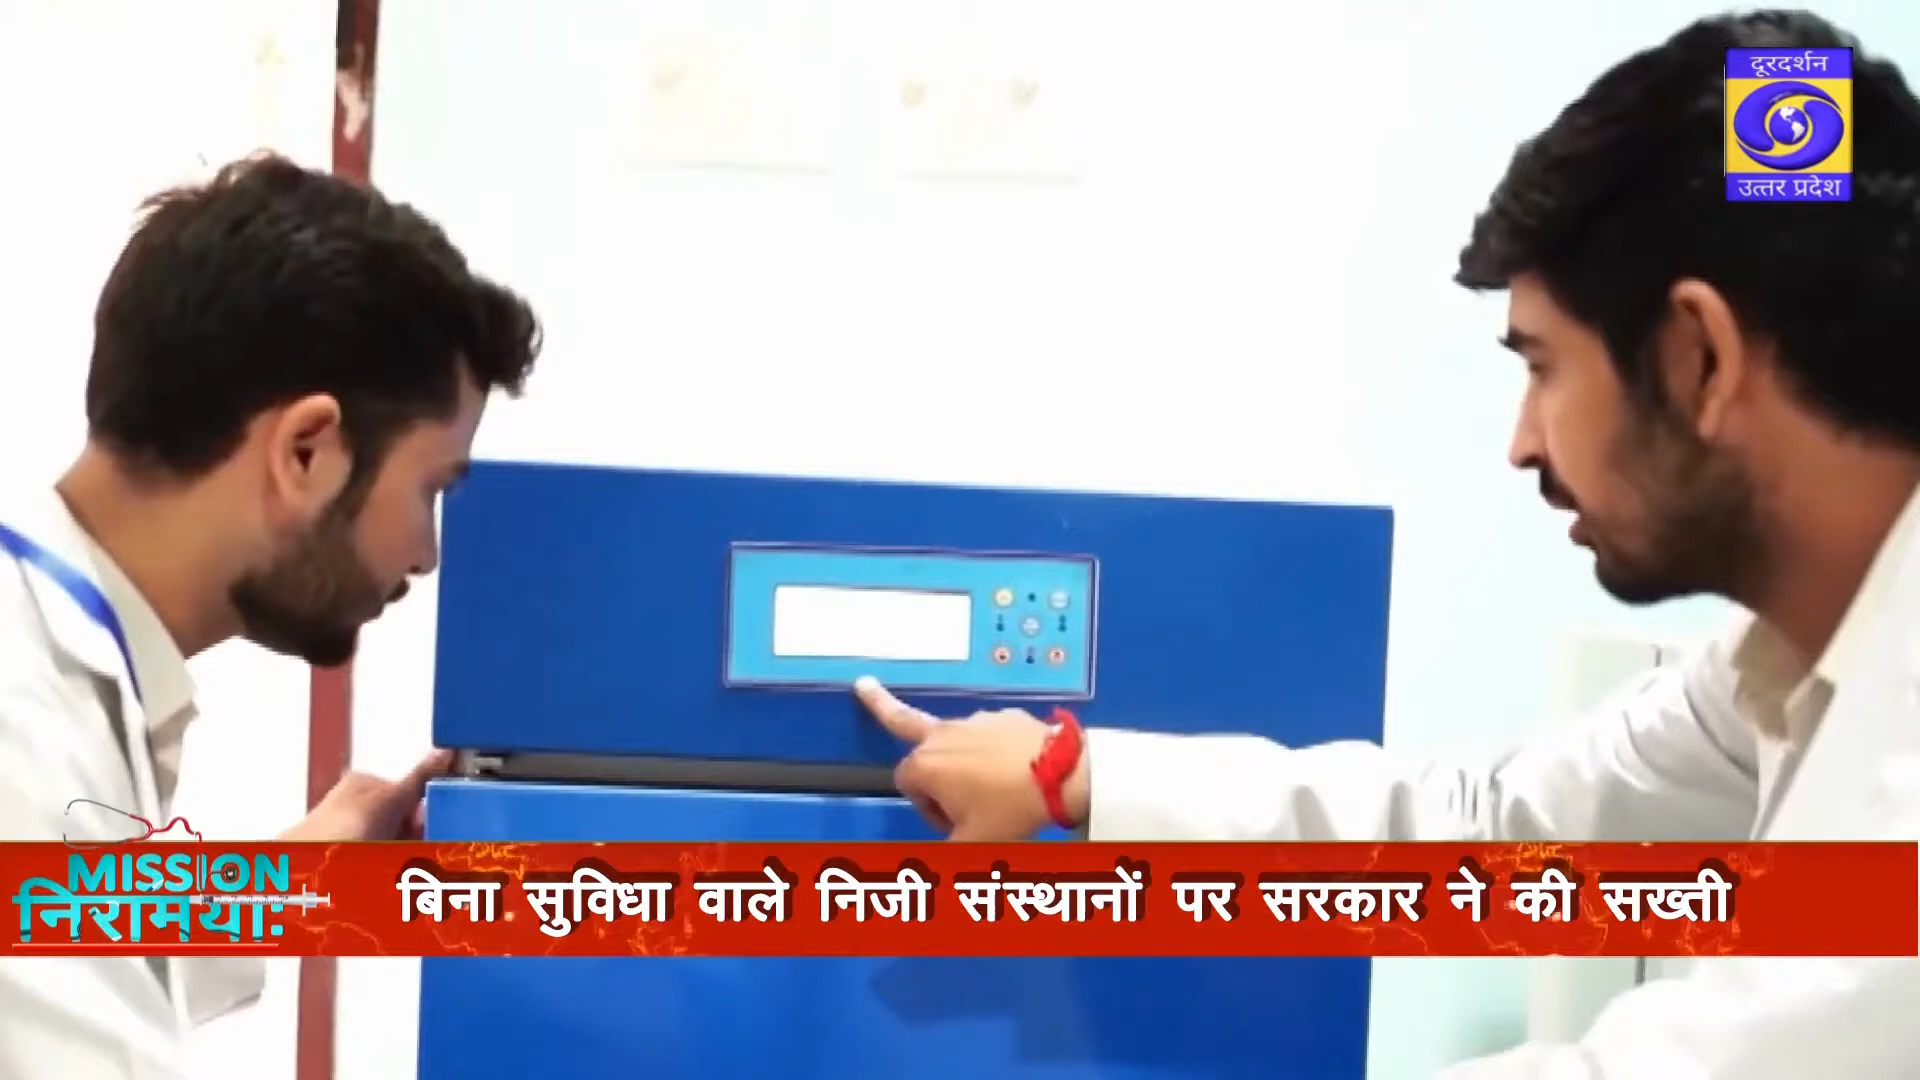 दूरदर्शन
उत्तर प्रदेश
MISSION
निरामयाः
बिना सुविधा वाले निजी संस्थानों पर सरकार ने की सख्ती